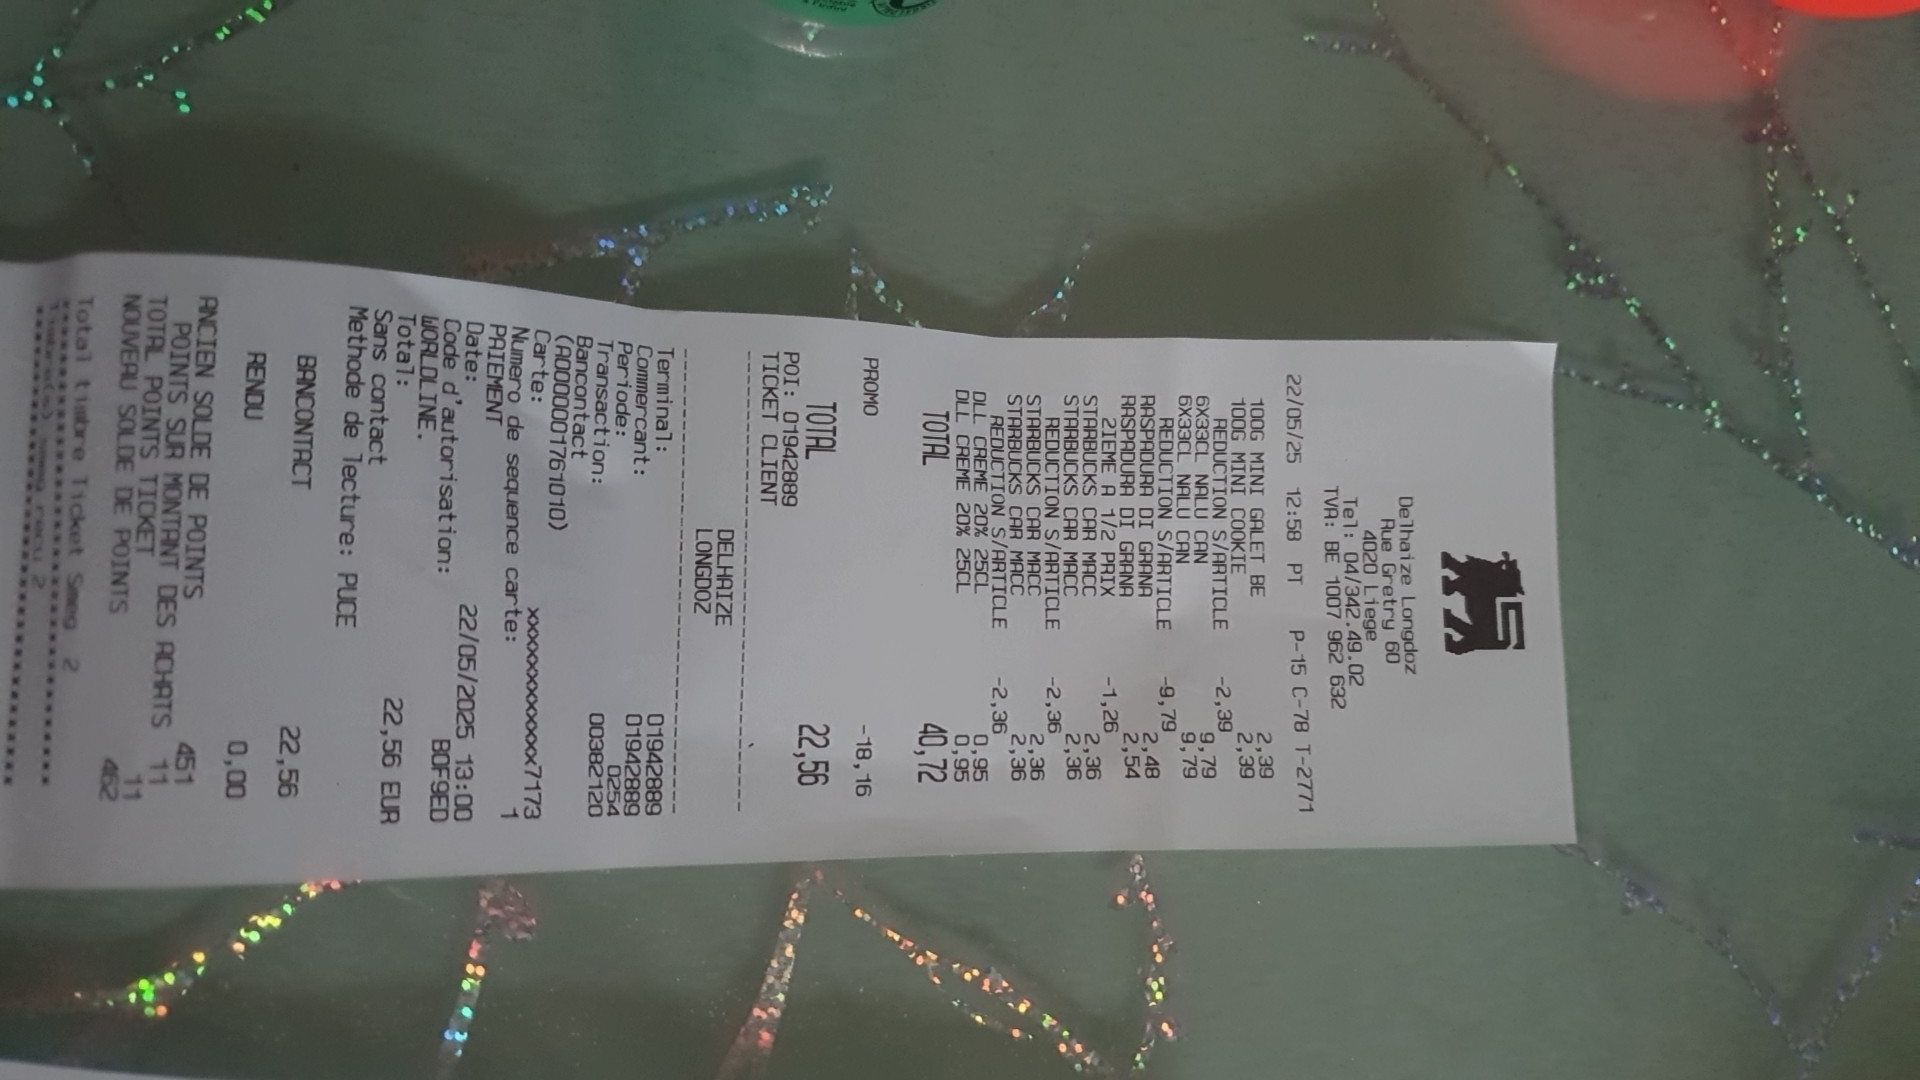 Delhaize Longdoz
Rue Gretry 60
4020 Liege
Tel: 04/342.49.02
TVA: BE 1007 962 632
22/05/25 12:58 PT P-15 C-78 T-2771
100G MINI GALET BE 2,39
100G MINI COOKIE 2,39
REDUCTION S/ARTICLE -2,39
6X33CL NALU CAN 9,79
6X33CL NALU CAN 9,79
REDUCTION S/ARTICLE -9,79
RASPADURA DI GRANA 2,48
RASPADURA DI GRANA 2,54
2IEME A 1/2 PRIX -1,26
STARBUCKS CAR MACC 2,36
STARBUCKS CAR MACC 2,36
REDUCTION S/ARTICLE -2,36
STARBUCKS CAR MACC 2,36
STARBUCKS CAR MACC 2,36
REDUCTION S/ARTICLE -2,36
DLL CREME 20% 25CL 0,95
DLL CREME 20% 25CL 0,95
TOTAL 40,72
PROMO -18,16
TOTAL 22,56
POI: 01942889
TICKET CLIENT
DELHAIZE
LONGDOZ
Terminal: 01942889
Commercant: 01942889
Periode: 0254
Transaction: 00382120
Bancontact
(A0000001761010)
Carte: xxxxxxxxxxxxx7173
Numero de sequence carte: 1
PAIEMENT
Date: 22/05/2025 13:00
Code d'autorisation: B0F9ED
WORLDLINE.
Total: 22,56 EUR
Sans contact
Methode de lecture: PUCE
BANCONTACT 22,56
RENDU 0,00
ANCIEN SOLDE DE POINTS 451
POINTS SUR MONTANT DES ACHATS 11
TOTAL POINTS TICKET 11
NOUVEAU SOLDE DE POINTS 462
Total timbre Ticket Smeg 2